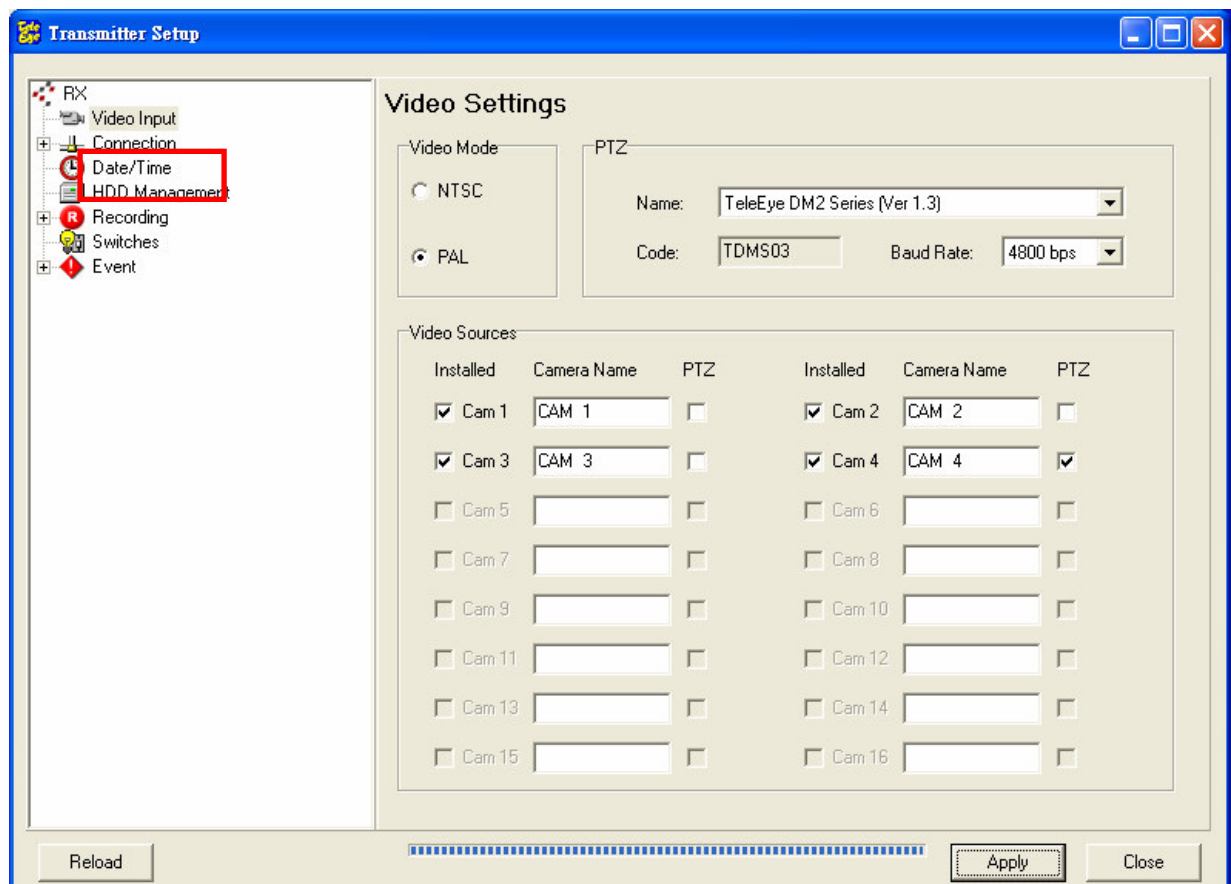 Tele Eye Transmitter Setup
RX
Video Input
Connection
Date/Time
HDD Management
R Recording
Switches
Event
Video Settings
Video Mode
NTSC
PAL
PTZ
Name: TeleEye DM2 Series (Ver 1.3)
Code: TDMS03 Baud Rate: 4800 bps
Video Sources
Installed Camera Name PTZ Installed Camera Name PTZ
Cam 1 CAM 1 Cam 2 CAM 2
Cam 3 CAM 3 Cam 4 CAM 4
Cam 5 Cam 6
Cam 7 Cam 8
Cam 9 Cam 10
Cam 11 Cam 12
Cam 13 Cam 14
Cam 15 Cam 16
Reload Apply Close